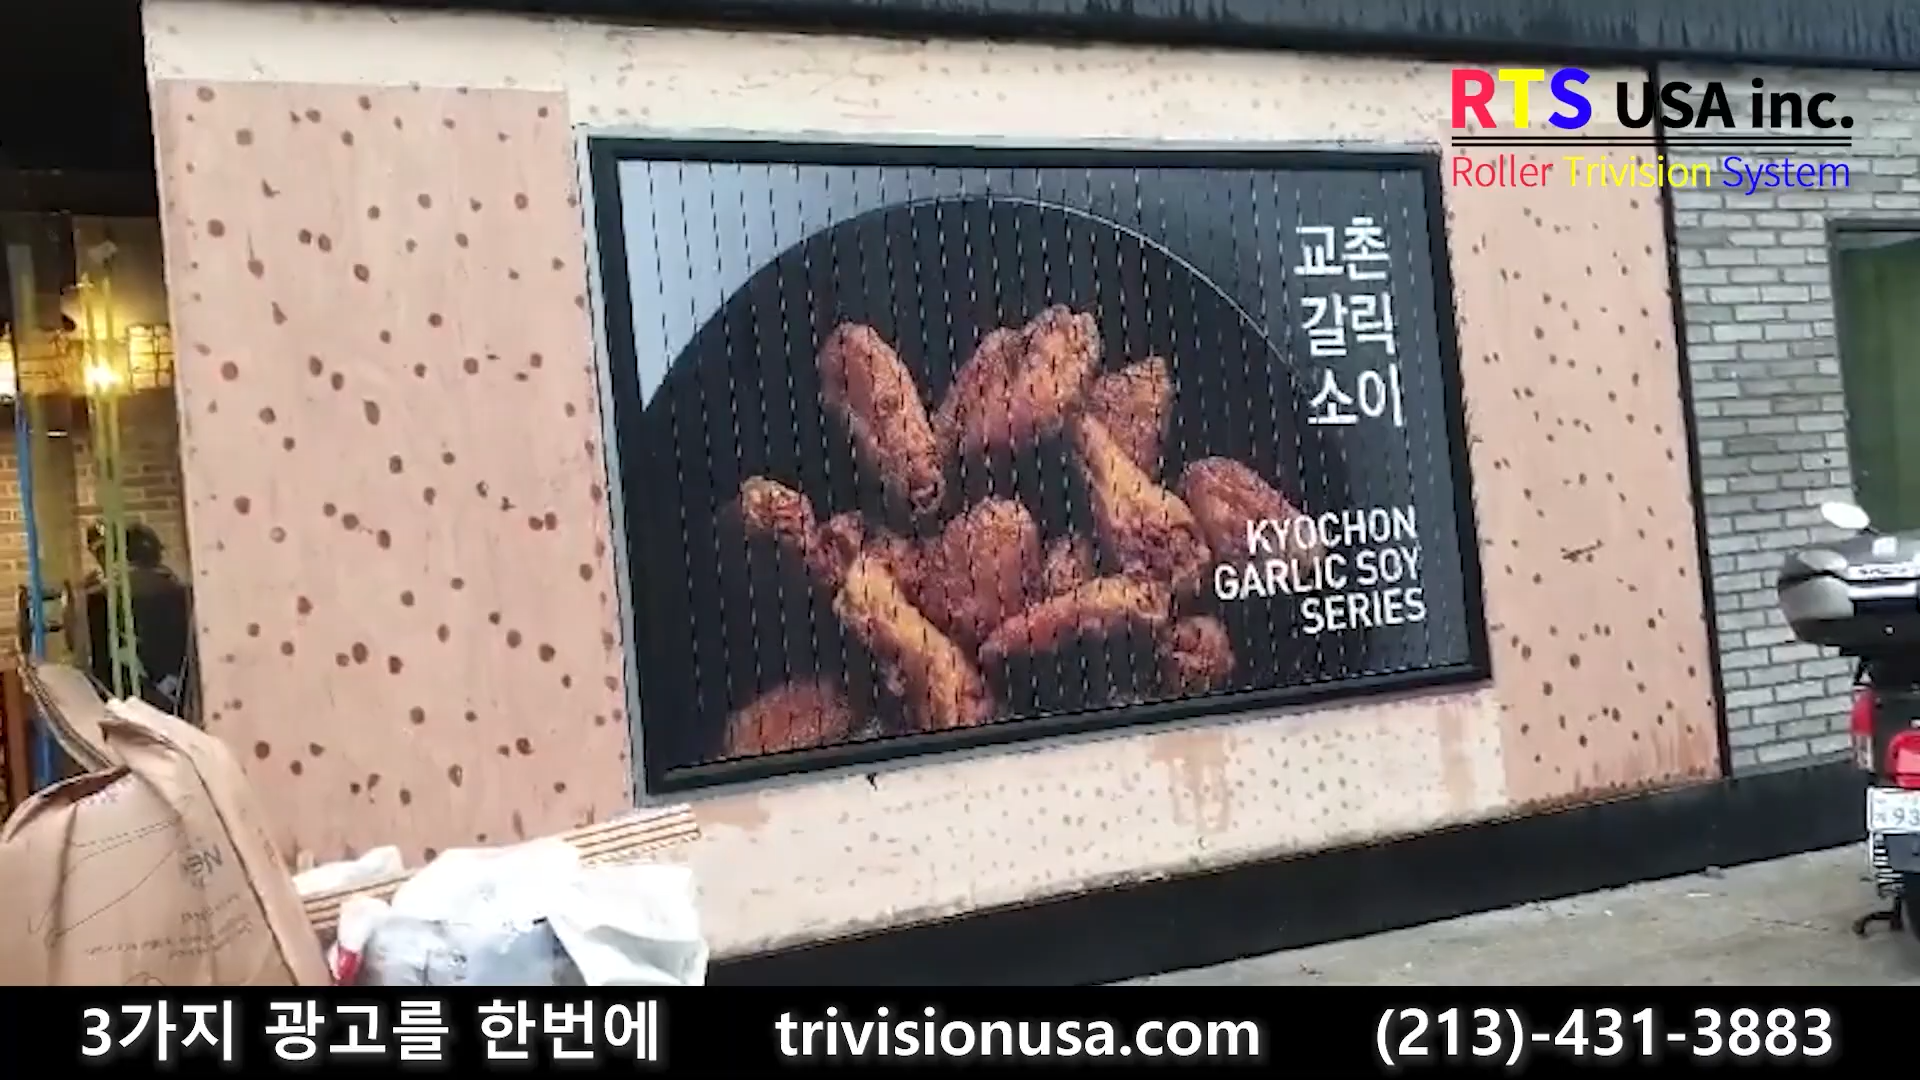 RTS USA inc.
Roller Trivision System
교촌
갈릭
소이
KYOCHON
GARLIC SOY
SERIES
93
3가지 광고를 한번에
trivisionusa.com
(213)-431-3883